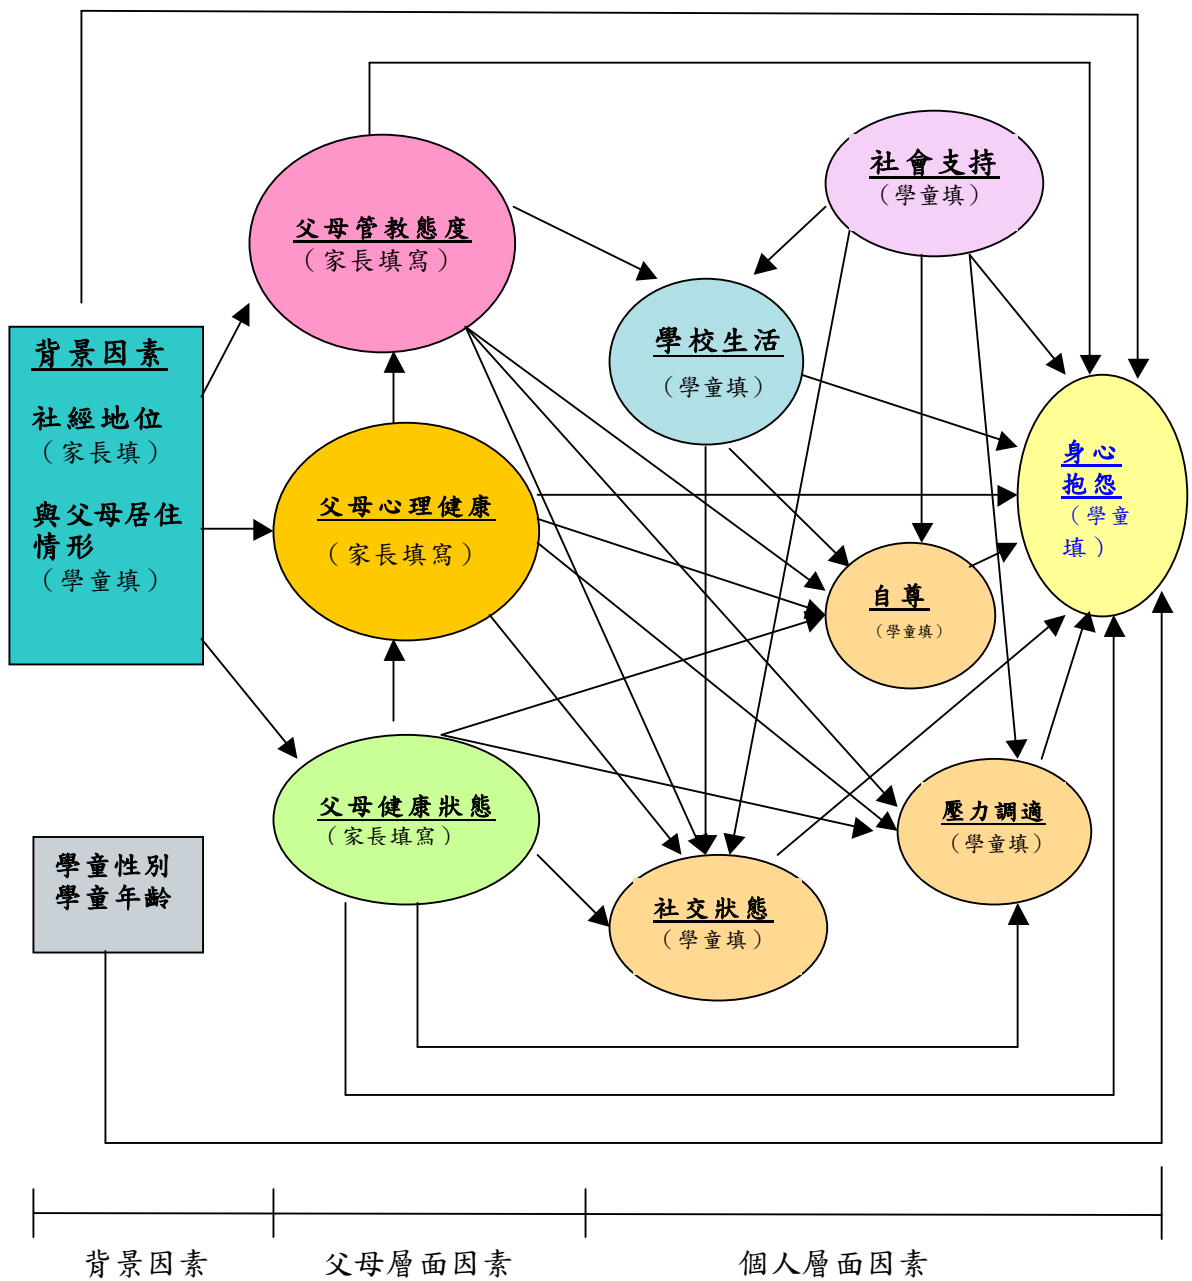 社會支持
（學童填）
父母管教態度
（家長填寫）
背景因素
社經地位
（家長填）
與父母居住
情形
（學童填）
學校生活
（學童填）
身心
抱怨
（學童
填）
父母心理健康
（家長填寫）
自尊
（學童填）
父母健康狀態
（家長填寫）
壓力調適
（學童填）
學童性別
學童年齡
社交狀態
（學童填）
背景因素
父母層面因素
個人層面因素